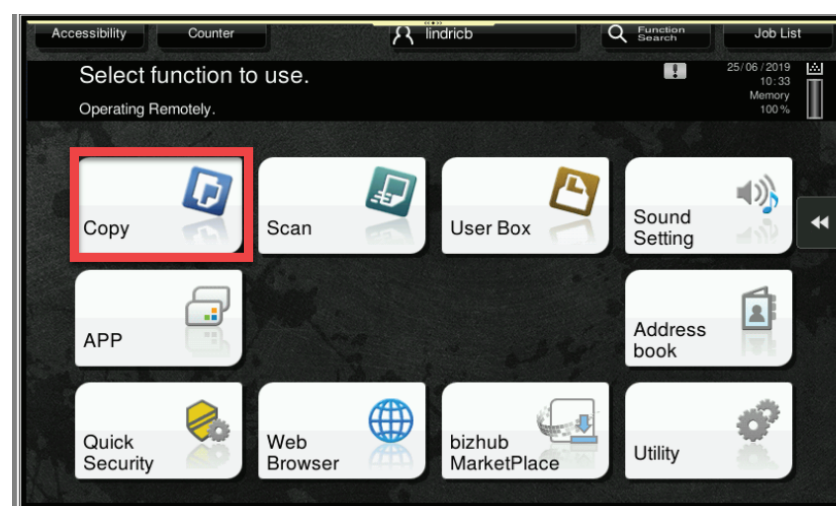 Accessibility
Counter
lindricb
Function
Search
Job List
Select function to use.
25/06/2019
10:33
Operating Remotely.
Memory
100 %
Copy
Scan
User Box
Sound
Setting
APP
Address
book
Quick
Security
Web
Browser
bizhub
MarketPlace
Utility